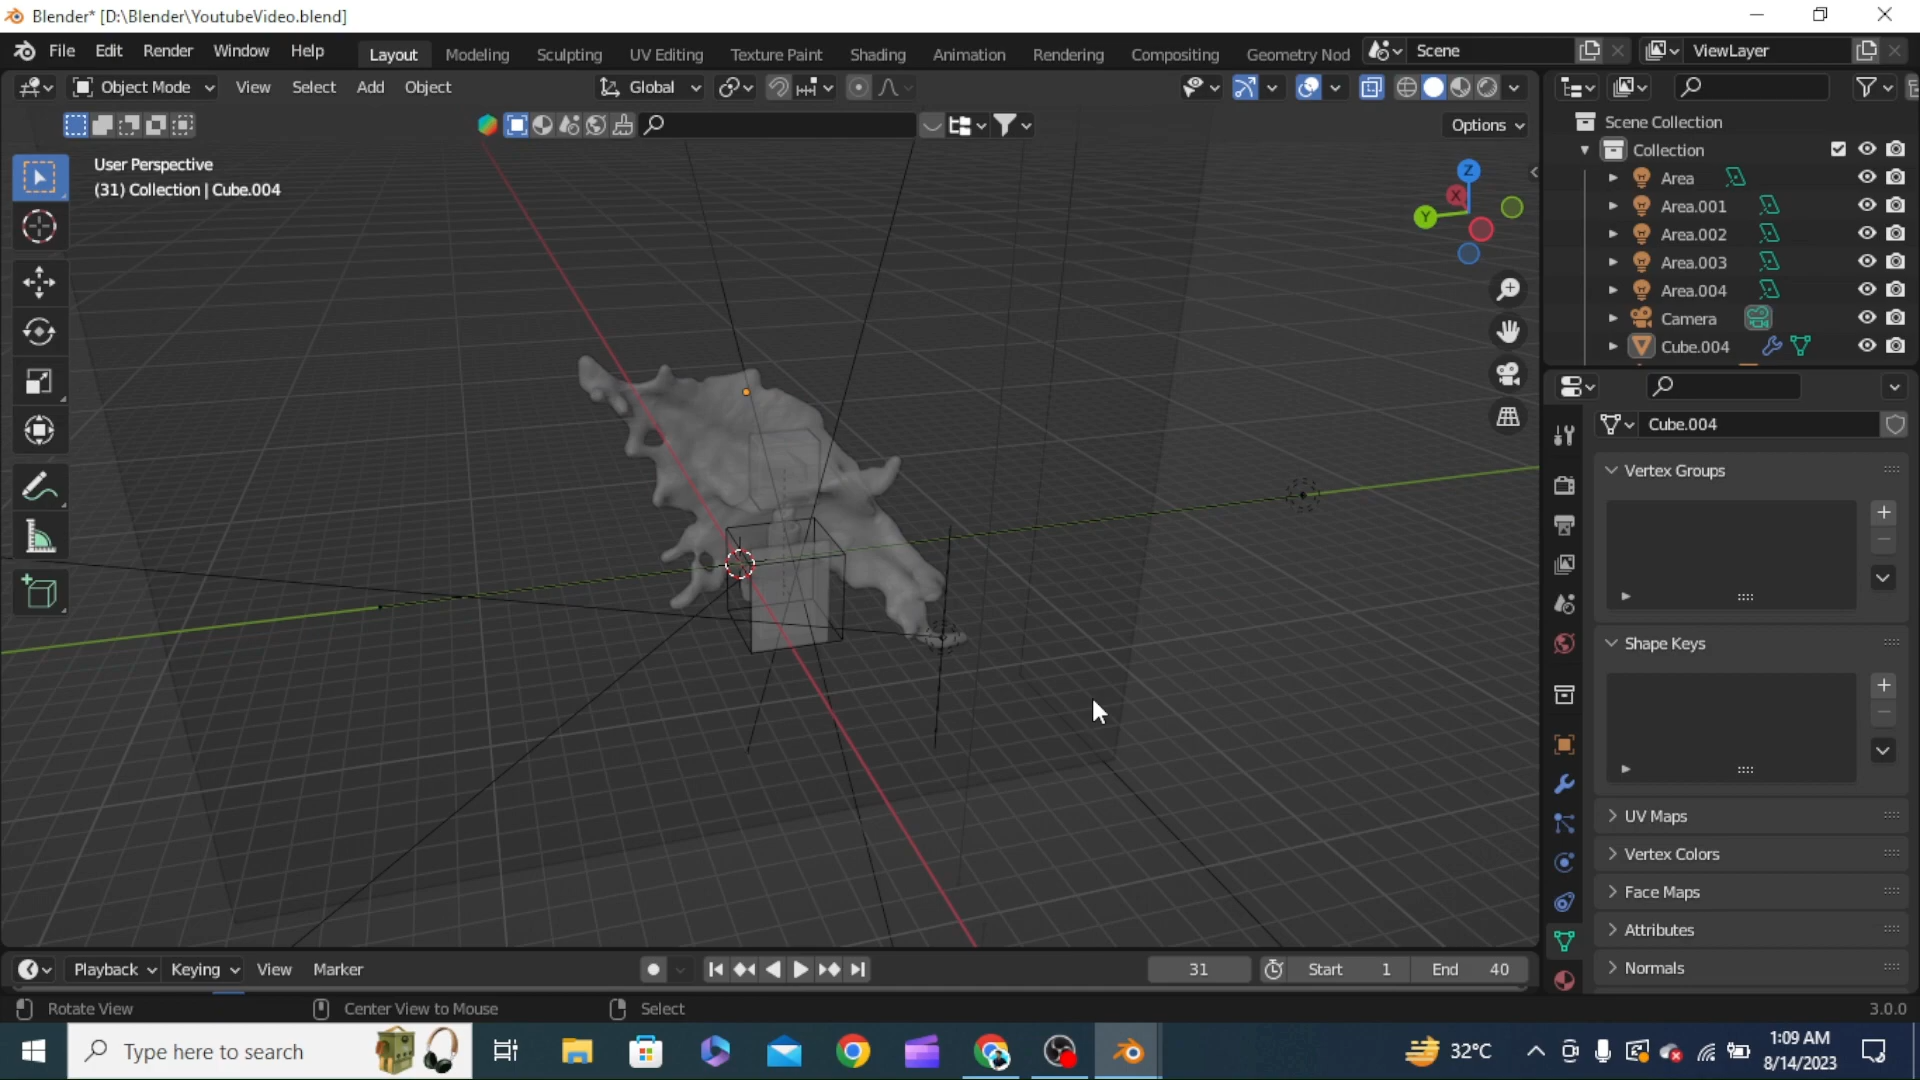 Blender* [D:\Blender\YoutubeVideo.blend]
File Edit Render Window Help Layout Modeling Sculpting UV Editing Texture Paint Shading Animation Rendering Compositing Geometry Nod Scene ViewLayer
Object Mode View Select Add Object Global
Options
User Perspective
(31) Collection | Cube.004
Z
X
Y
Scene Collection
Collection
Area
Area.001
Area.002
Area.003
Area.004
Camera
Cube.004
Cube.004
Vertex Groups
Shape Keys
UV Maps
Vertex Colors
Face Maps
Attributes
Normals
Playback Keying View Marker 31 Start 1 End 40
Rotate View Center View to Mouse Select 3.0.0
Type here to search 32°C 1:09 AM
8/14/2023